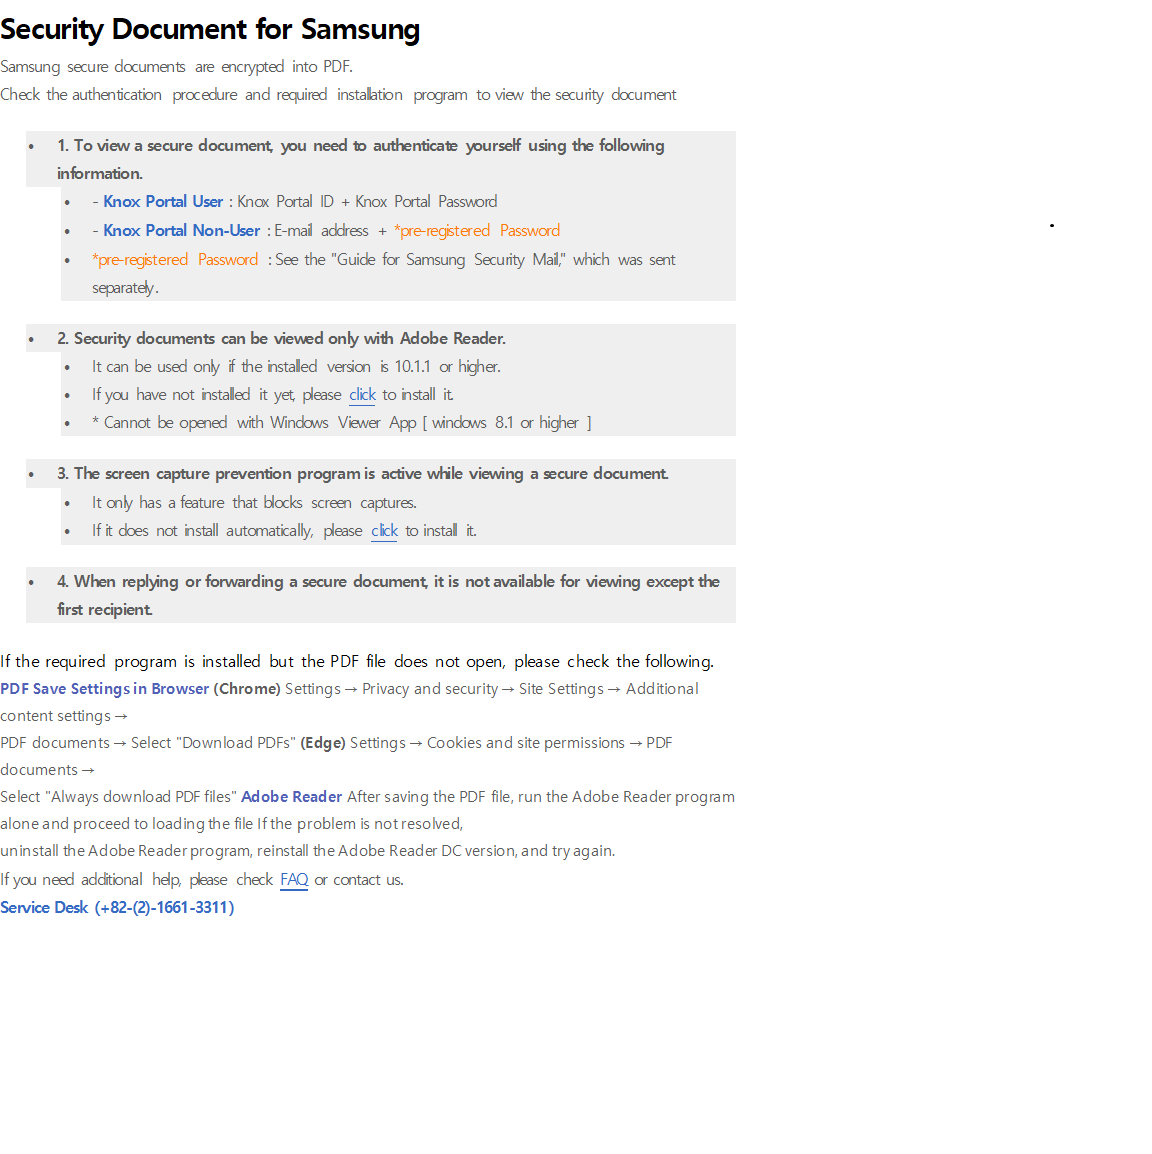 Security Document for Samsung
Samsung secure documents are encrypted into PDF.
Check the authentication procedure and required installation program to view the security document
• 1. To view a secure document, you need to authenticate yourself using the following
information.
• - Knox Portal User : Knox Portal ID + Knox Portal Password
• - Knox Portal Non-User : E-mail address + *pre-registered Password
• *pre-registered Password : See the "Guide for Samsung Security Mail," which was sent
separately.
• 2. Security documents can be viewed only with Adobe Reader.
• It can be used only if the installed version is 10.1.1 or higher.
• If you have not installed it yet, please click to install it.
• * Cannot be opened with Windows Viewer App [ windows 8.1 or higher ]
• 3. The screen capture prevention program is active while viewing a secure document.
• It only has a feature that blocks screen captures.
• If it does not install automatically, please click to install it.
• 4. When replying or forwarding a secure document, it is not available for viewing except the
first recipient.
If the required program is installed but the PDF file does not open, please check the following.
PDF Save Settings in Browser (Chrome) Settings → Privacy and security → Site Settings → Additional
content settings →
PDF documents → Select "Download PDFs" (Edge) Settings → Cookies and site permissions → PDF
documents →
Select "Always download PDF files" Adobe Reader After saving the PDF file, run the Adobe Reader program
alone and proceed to loading the file If the problem is not resolved,
uninstall the Adobe Reader program, reinstall the Adobe Reader DC version, and try again.
If you need additional help, please check FAQ or contact us.
Service Desk (+82-(2)-1661-3311)